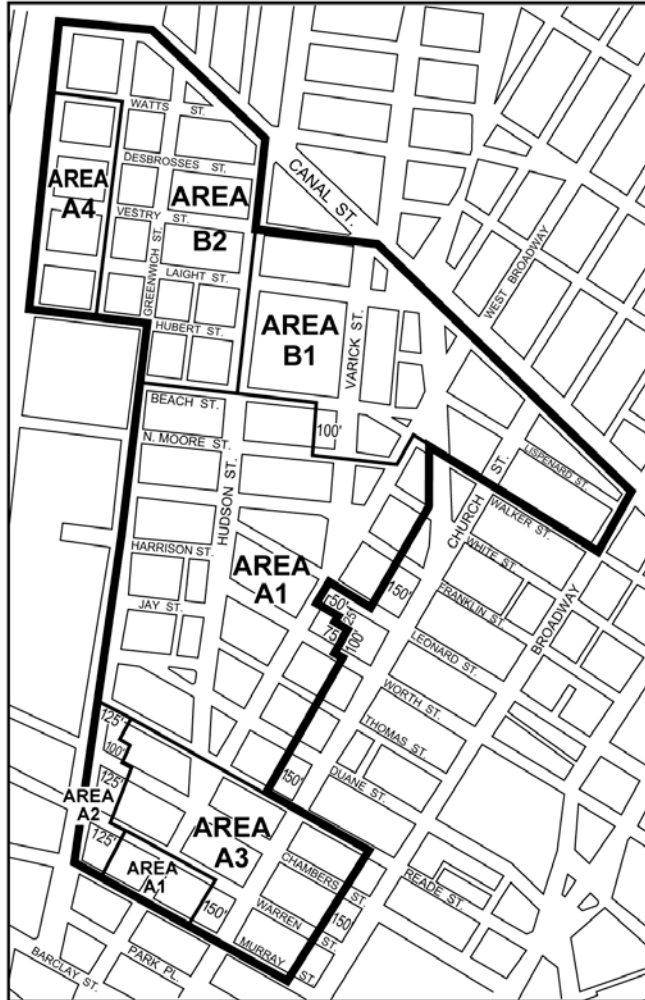 WATTS ST.
DESBROSSES ST.
CANAL ST.
AREA
A4
AREA
B2
VESTRY ST.
GREENWICH ST.
LAIGHT ST.
HUBERT ST.
WEST BROADWAY
AREA
B1
VARICK ST.
BEACH ST.
100'
N. MOORE ST.
HUDSON ST.
LISPENARD ST.
CHURCH ST.
WALKER ST.
WHITE ST.
HARRISON ST.
AREA
A1
150'
FRANKLIN ST.
BROADWAY
50'
25'
75'
100'
JAY ST.
LEONARD ST.
WORTH ST.
THOMAS ST.
125'
100'
150'
DUANE ST.
125'
AREA
A2
AREA
A3
125'
AREA
A1
CHAMBERS ST.
READE ST.
150'
WARREN ST.
150'
MURRAY ST.
PARK PL.
BARCLAY ST.